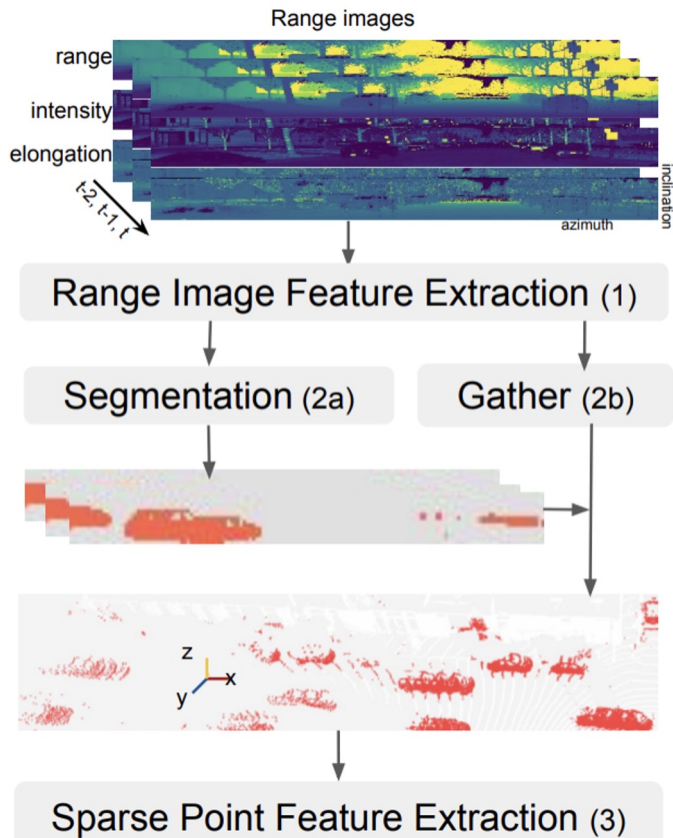 Range images
range
intensity
elongation
t-2, t-1, t
inclination
azimuth
Range Image Feature Extraction (1)
Segmentation (2a)
Gather (2b)
z
x
y
Sparse Point Feature Extraction (3)